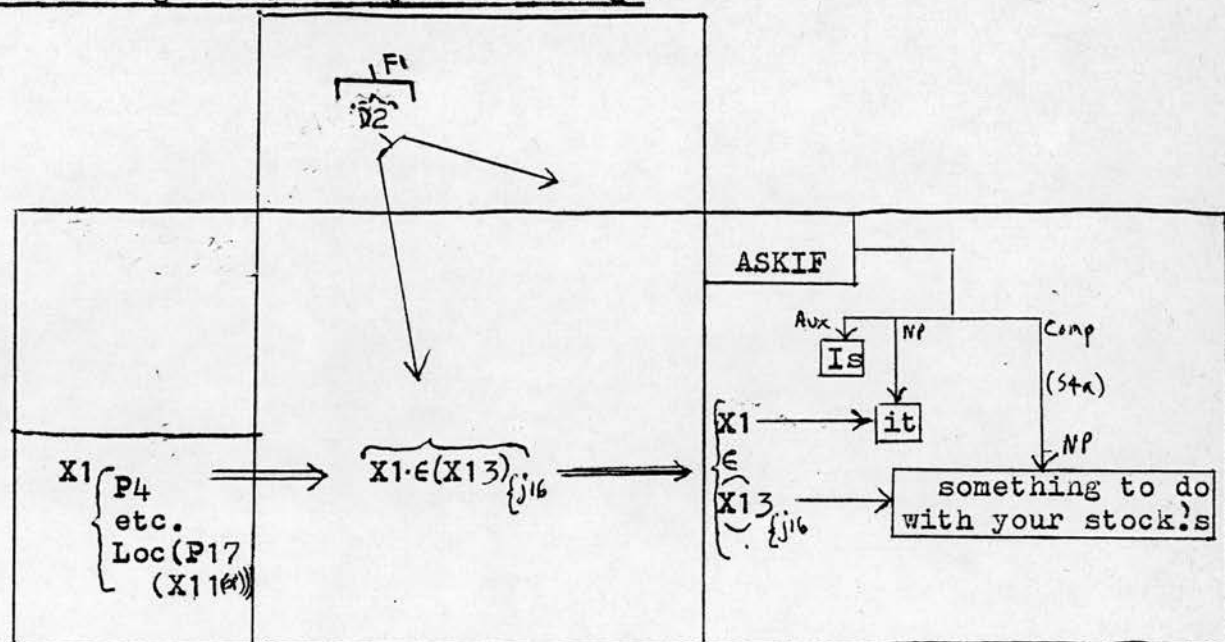 F1
D2
ASKIF
Aux
NP
Comp
Is
(S4a)
X1
it
ε
NP
X13{j16
something to do
with your stock!s
X1
P4
etc.
Loc(P17
(X11(x)))
X1·ε(X13){j16